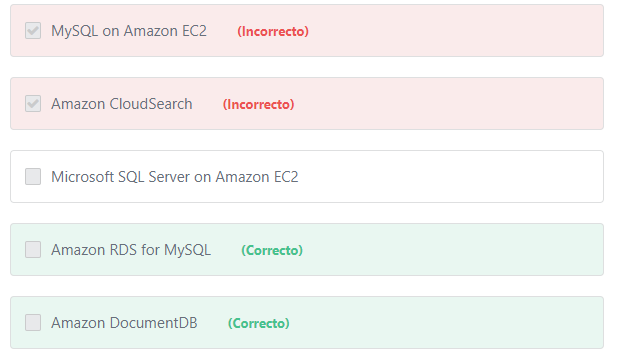 MySQL on Amazon EC2 (Incorrecto)
Amazon CloudSearch (Incorrecto)
Microsoft SQL Server on Amazon EC2
Amazon RDS for MySQL (Correcto)
Amazon DocumentDB (Correcto)